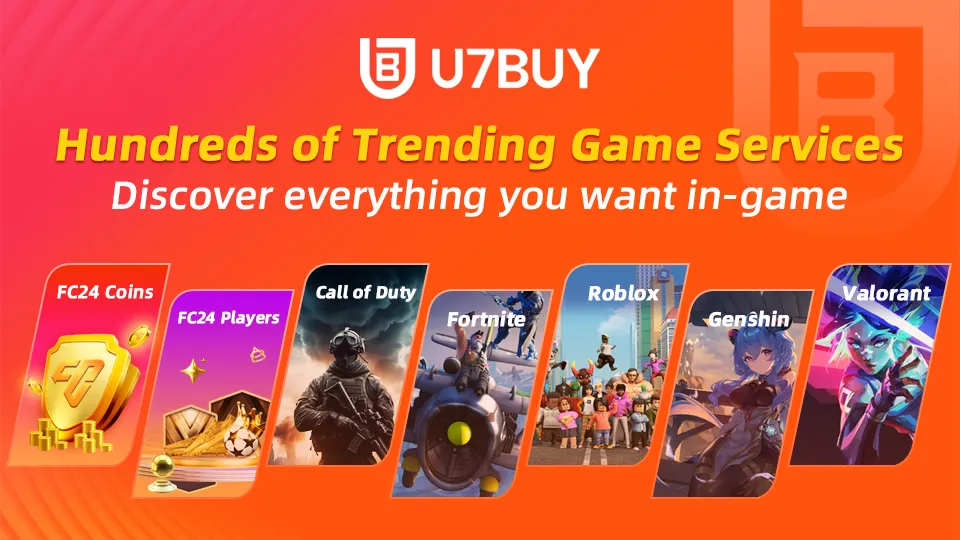 U7BUY
Hundreds of Trending Game Services
Discover everything you want in-game
FC24 Coins
FC24 Players
Call of Duty
Fortnite
Roblox
Genshin
Valorant